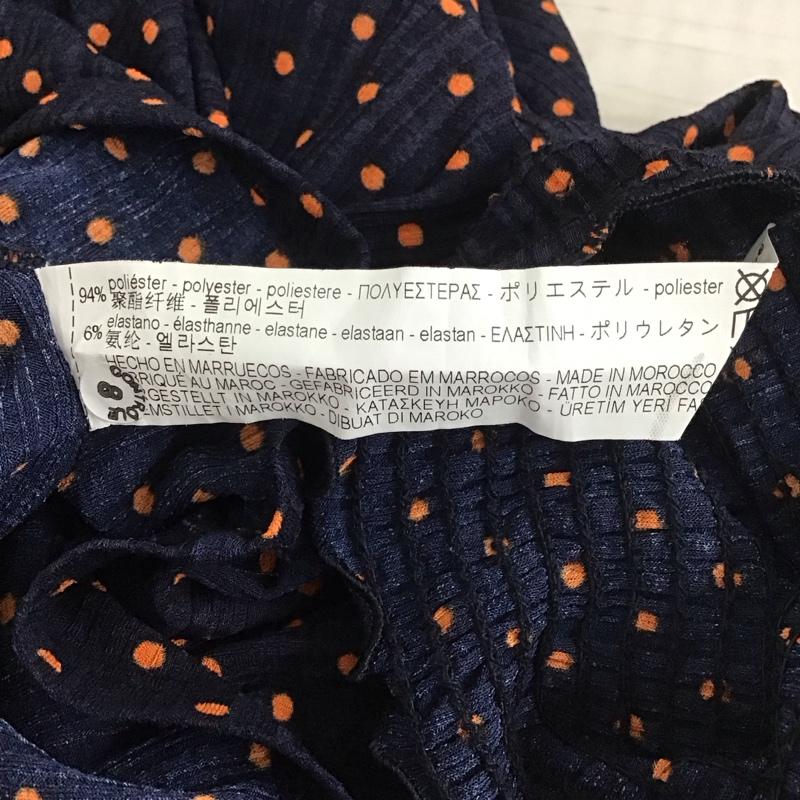 94% poliéster - polyester - poliestere - ΠΟΛΥΕΣΤΕΡΑΣ - ポリエステル - poliester
聚酯纤维 - 폴리에스터
6% elastano - élasthanne - elastane - elastaan - elastan - ΕΛΑΣΤΙΝΗ - ポリウレタン
氨纶 - 엘라스탄
HECHO EN MARRUECOS - FABRICADO EM MARROCOS - MADE IN MOROCCO
AU MAROC - GEFABRICEERD IN MAROKKO - FATTO IN MAROCCO
GESTELLT IN MAROKKO - ΚΑΤΑΣΚΕΥΗ ΜΑΡΟΚΟ - ÜRETİM YERİ FAS
EMSTILLET I MAROKKO - DIBUAT DI MAROKO
8